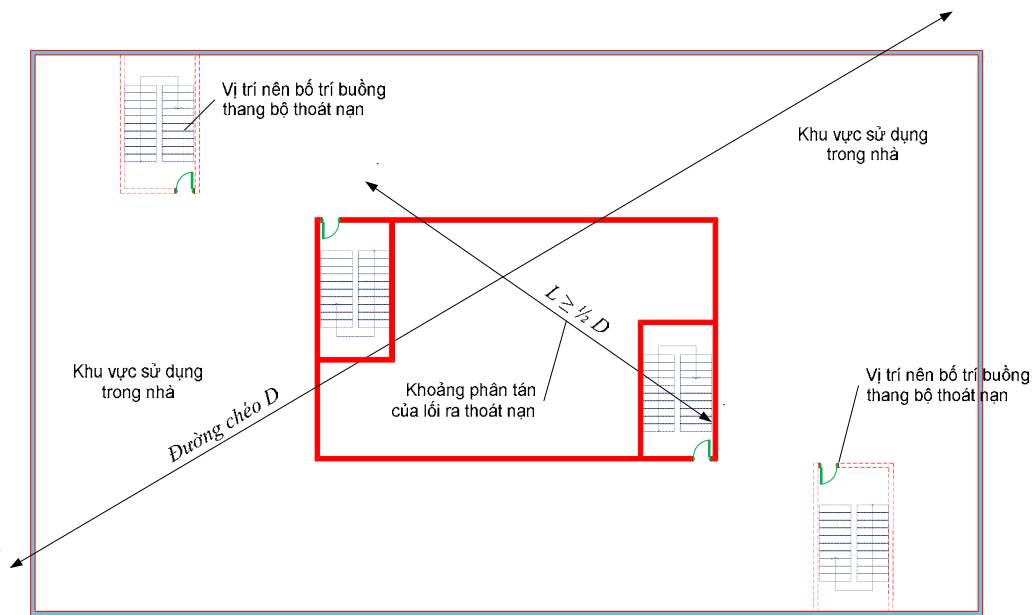 Vị trí nên bố trí buồng
thang bộ thoát nạn
Khu vực sử dụng
trong nhà
L ≥ ½ D
Khu vực sử dụng
trong nhà
Đường chéo D
Khoảng phân tán
của lối ra thoát nạn
Vị trí nên bố trí buồng
thang bộ thoát nạn